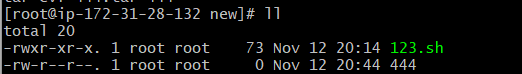 [root@ip-172-31-28-132 new]# ll
total 20
-rwxr-xr-x. 1 root root    73 Nov 12 20:14 123.sh
-rw-r--r--. 1 root root     0 Nov 12 20:44 444